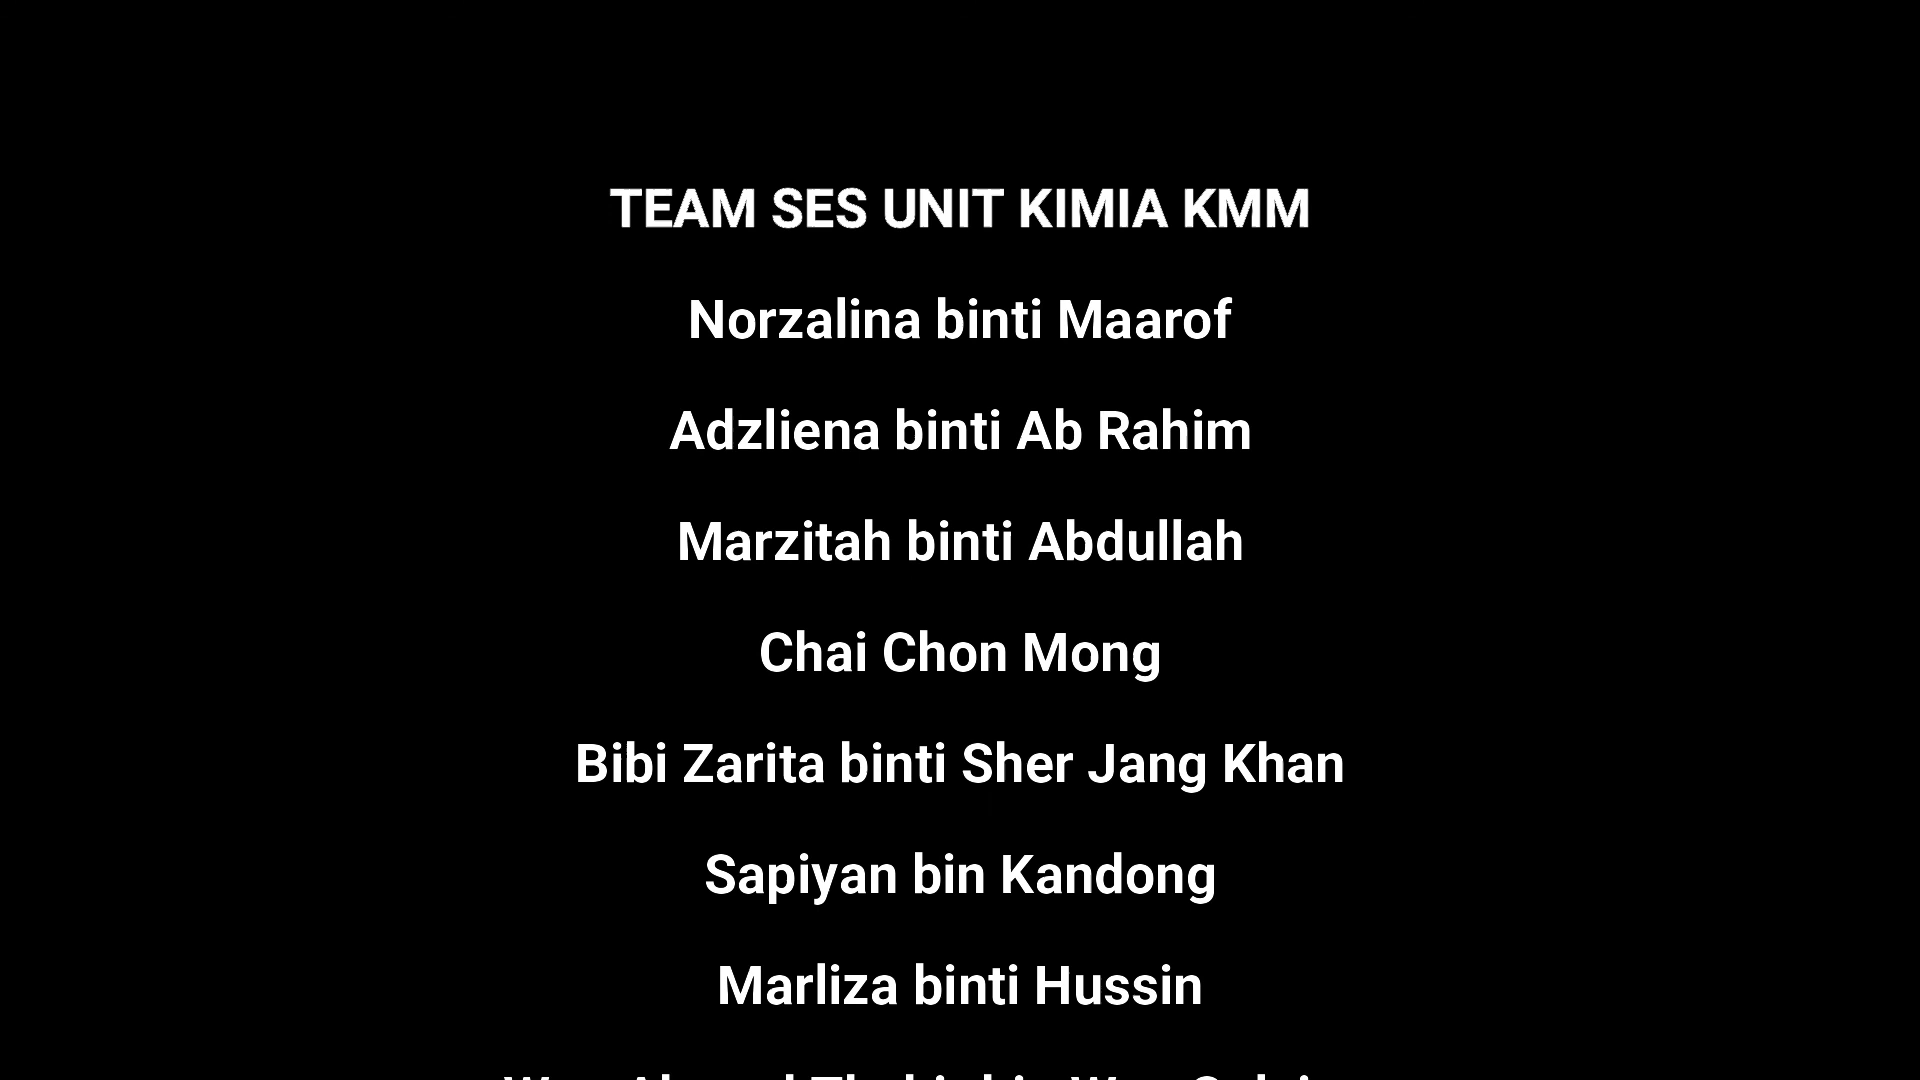 TEAM SES UNIT KIMIA KMM
Norzalina binti Maarof
Adzliena binti Ab Rahim
Marzitah binti Abdullah
Chai Chon Mong
Bibi Zarita binti Sher Jang Khan
Sapiyan bin Kandong
Marliza binti Hussin